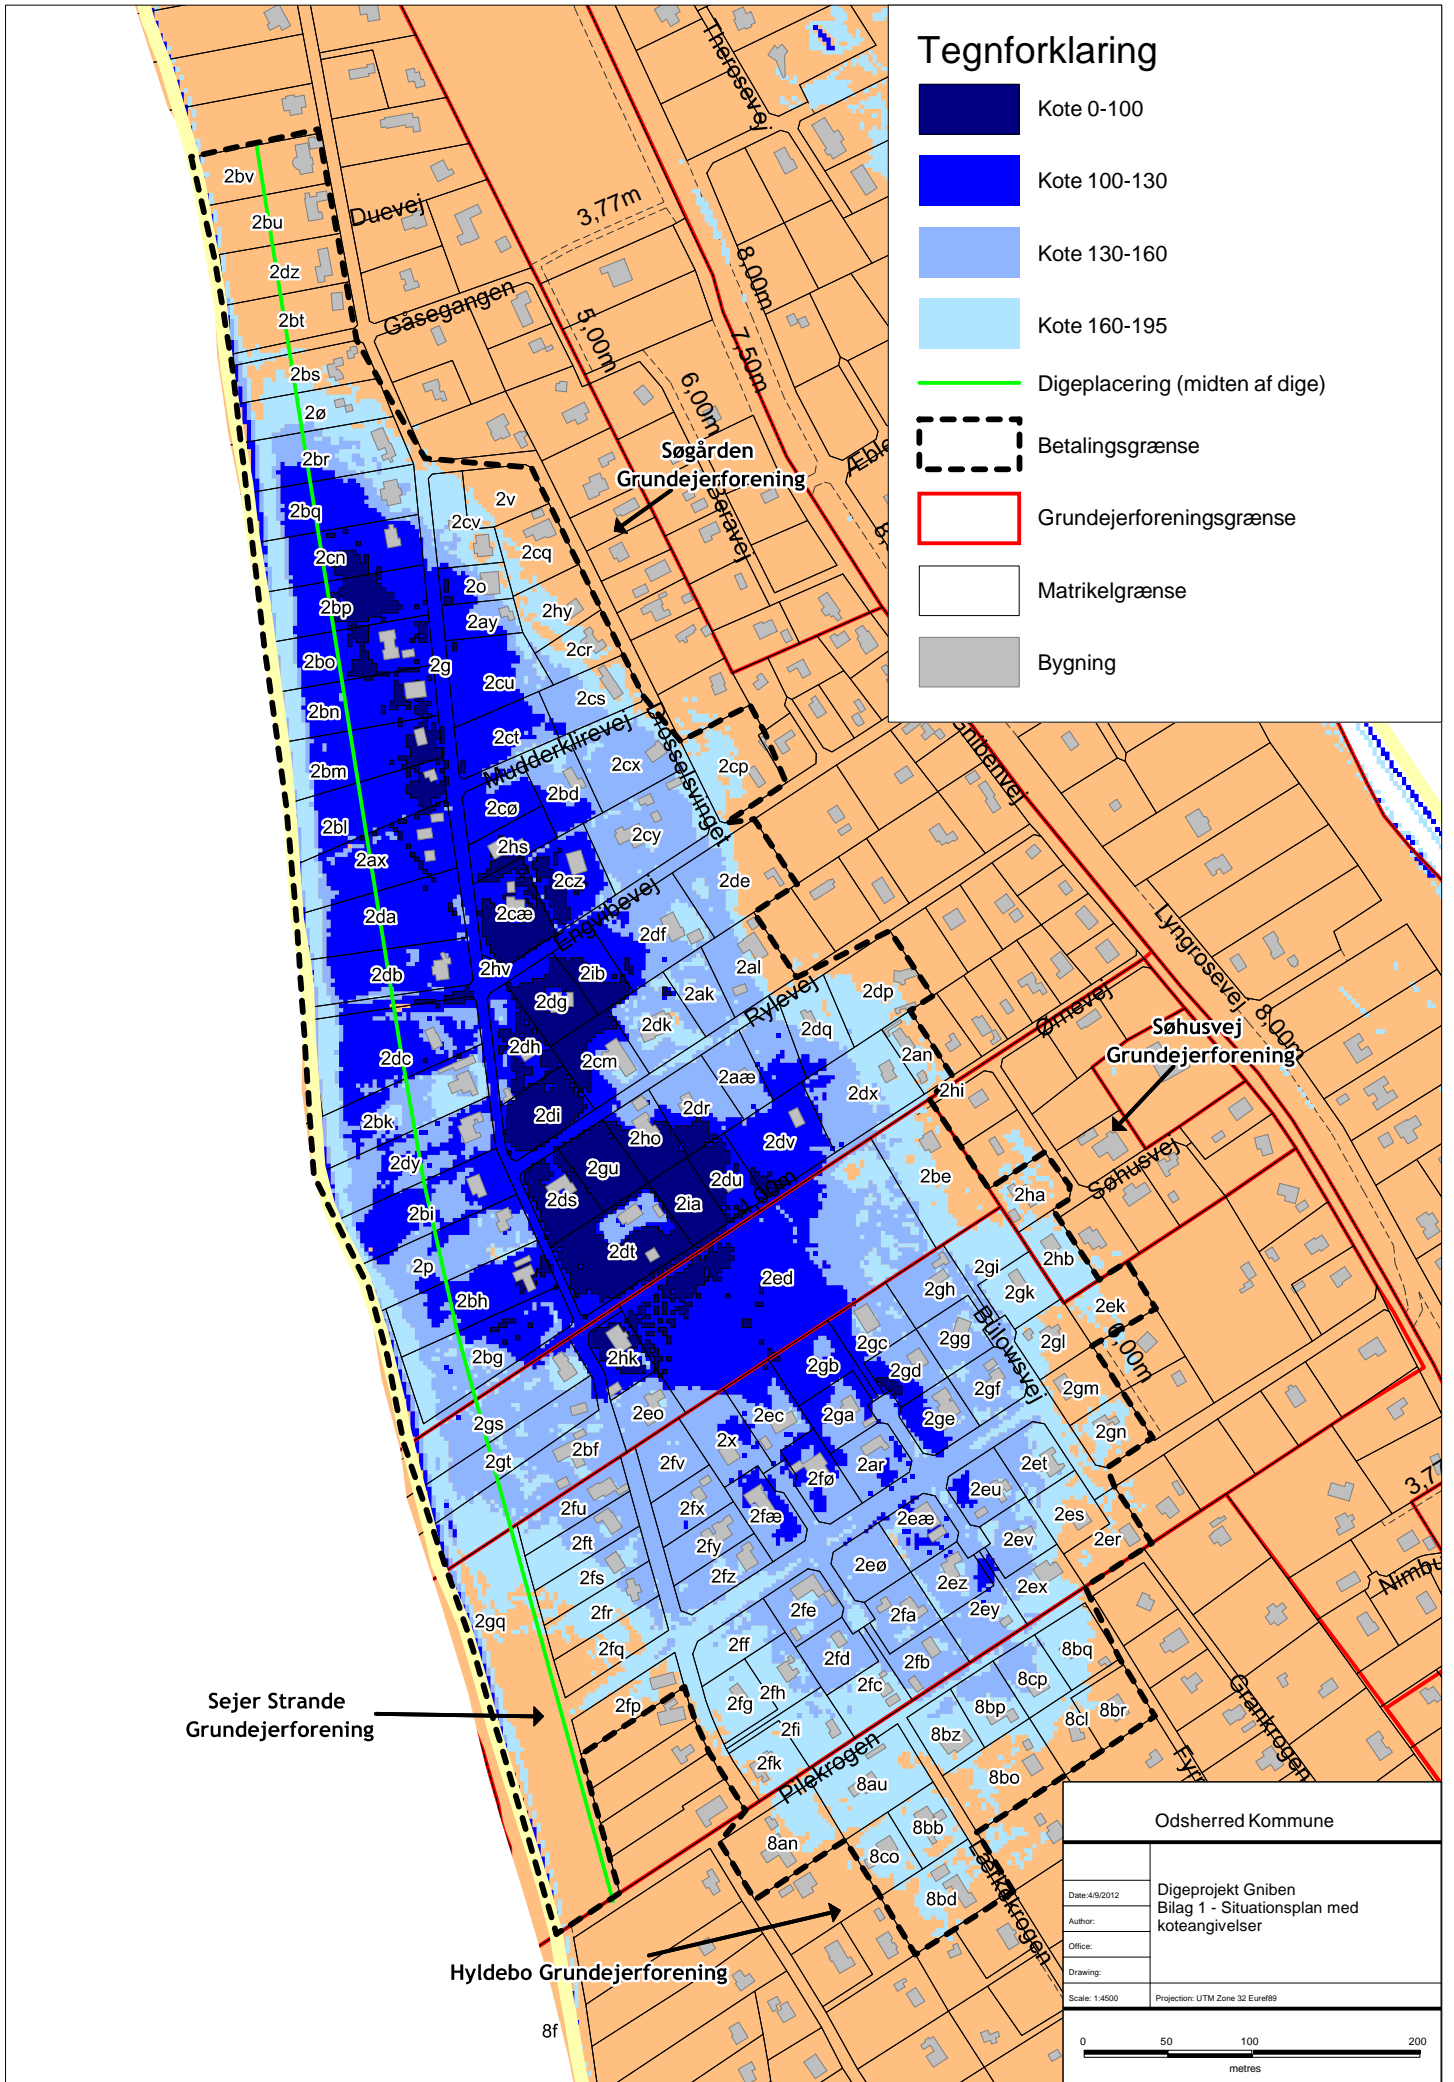 Tegnforklaring
Kote 0-100
Kote 100-130
Kote 130-160
Kote 160-195
Digeplacering (midten af dige)
Betalingsgrænse
Grundejerforeningsgrænse
Matrikelgrænse
Bygning
Therosevej
2bv
2bu
Duevej
3,77m
2dz
8,00m
2bt
Gåsegangen
5,00m
7,50m
2bs
6,00m
2ø
Søgården
Grundejerforening
2br
2v
2bq
2cv
2cq
2cn
2o
2bp
2ay
2hy
2cr
2bo
2g
2cu
2cs
2bn
2ct
Mudderklirevej
2cx
2cp
Gnibenvej
2bm
2bd
2cø
2bl
2hs
2cy
2ax
2cz
2de
2da
2cæ
Engvibevej
2df
Lyngrosevej
8,00m
2db
2hv
2ib
2al
2dg
2ak
Rylevej
2dp
2dk
2dq
Ørnevej
Søhusvej
Grundejerforening
2dc
2dh
2cm
2an
2aæ
2hi
2di
2dr
2dx
2bk
2ho
2dv
2dy
2gu
2be
Søhusvej
2ds
2du
4,00m
2ha
2bi
2ia
2dt
2hb
2p
2ed
2gi
2gh
2gk
2bh
2ek
2gc
2gg
Bülowsvej
2gl
6,00m
2bg
2hk
2gb
2gd
2gf
2gm
2gs
2eo
2ec
2ga
2ge
2gn
2gt
2bf
2x
2fv
2ar
2et
2fø
2eu
2fu
2fx
2fæ
2eæ
2es
2ft
2fy
2ev
2er
2fs
2fz
2eø
2ez
2ex
2fr
2fe
2fa
2ey
2gq
2fq
2ff
2fd
2fb
8bq
2fp
2fg
2fh
2fc
8cp
8bp
8br
2fi
8bz
8cl
Sejer Strande
Grundejerforening
2fk
Pilekrogen
8au
8bo
Grankrogen
8bb
8an
8co
8bd
Lærkekrogen
Hyldebo Grundejerforening
8f
Odsherred Kommune
Date:4/9/2012
Author:
Office:
Drawing:
Digeprojekt Gniben
Bilag 1 - Situationsplan med
koteangivelser
Scale: 1:4500
Projection: UTM Zone 32 Euref89
0 50 100 200
metres